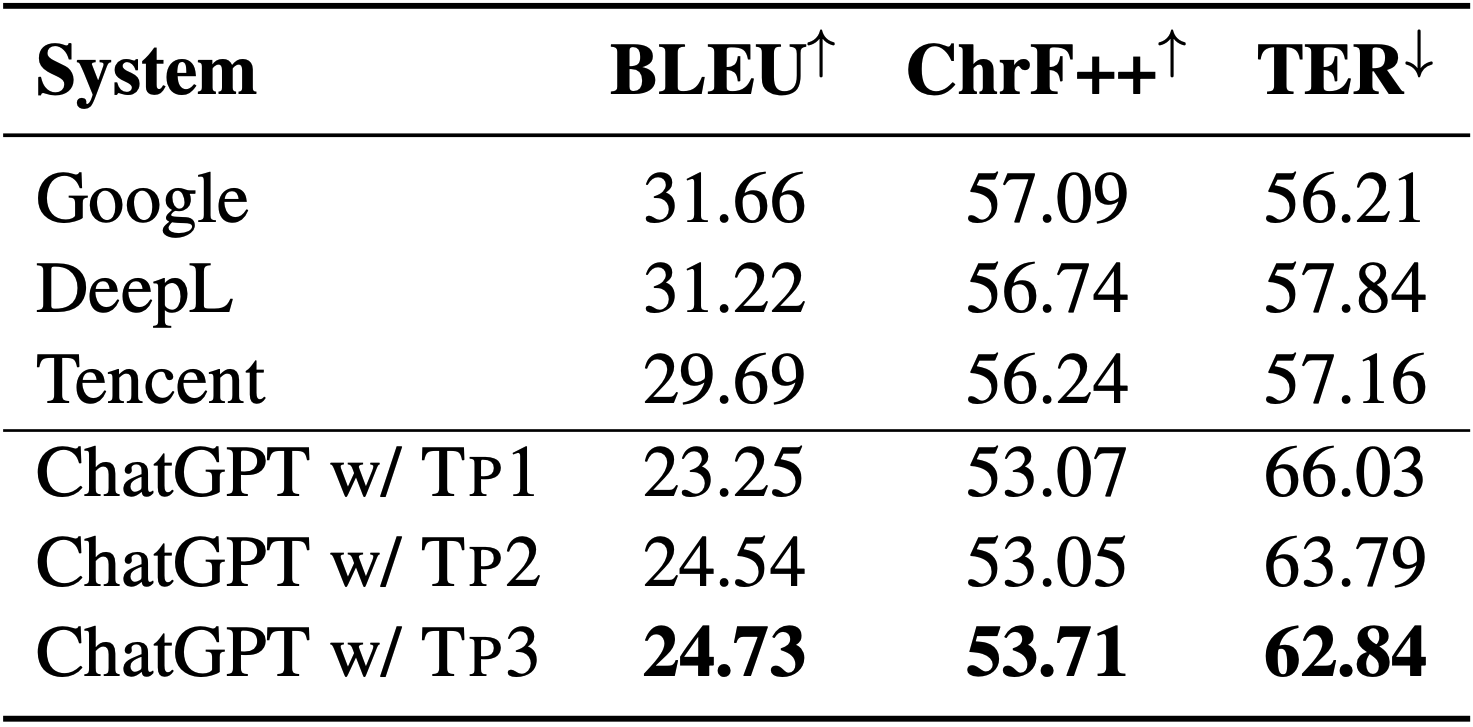 System BLEU↑ ChrF++↑ TER↓
Google 31.66 57.09 56.21
DeepL 31.22 56.74 57.84
Tencent 29.69 56.24 57.16
ChatGPT w/ TP1 23.25 53.07 66.03
ChatGPT w/ TP2 24.54 53.05 63.79
ChatGPT w/ TP3 24.73 53.71 62.84